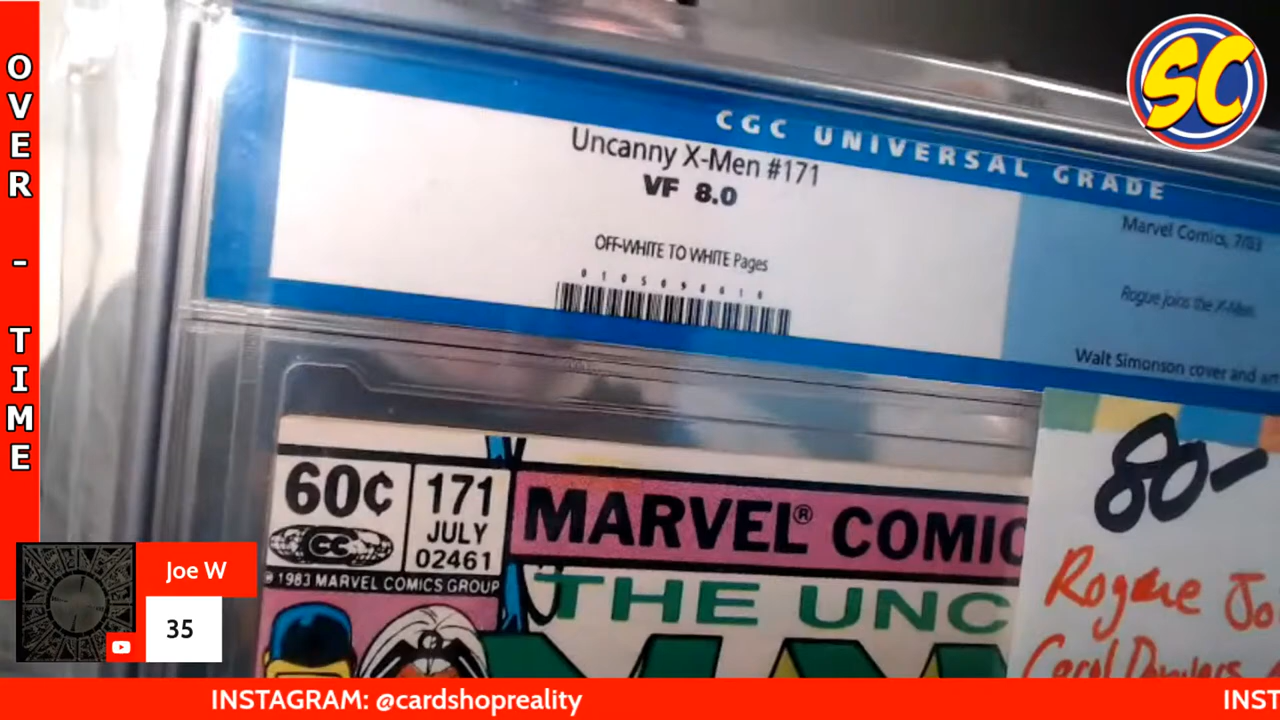 OVER - TIME
SC
CGC UNIVERSAL GRADE
Uncanny X-Men #171
VF 8.0
OFF-WHITE TO WHITE Pages
Marvel Comics, 7/83
Rogue joins the X-Men.
Walt Simonson cover and
80-
Rogue Jo
60¢
CC
171
JULY
02461
MARVEL® COMIC
© 1983 MARVEL COMICS GROUP
THE UNC
Joe W
35
INSTAGRAM: @cardshopreality
INST